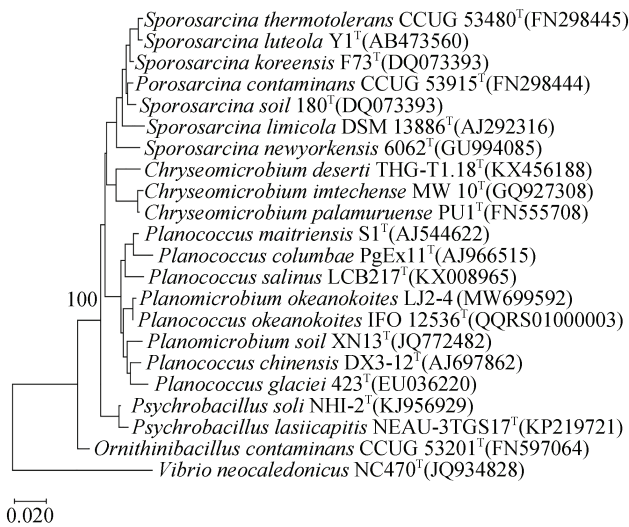 Sporosarcina thermotolerans CCUG 53480T(FN298445)
Sporosarcina luteola Y1T(AB473560)
Sporosarcina koreensis F73T(DQ073393)
Porosarcina contaminans CCUG 53915T(FN298444)
Sporosarcina soil 180T(DQ073393)
Sporosarcina limicola DSM 13886T(AJ292316)
Sporosarcina newyorkensis 6062T(GU994085)
Chryseomicrobium deserti THG-T1.18T(KX456188)
Chryseomicrobium imtechense MW 10T(GQ927308)
Chryseomicrobium palamuruense PU1T(FN555708)
Planococcus maitriensis S1T(AJ544622)
Planococcus columbae PgEx11T(AJ966515)
Planococcus salinus LCB217T(KX008965)
100
Planomicrobium okeanokoites LJ2-4(MW699592)
Planococcus okeanokoites IFO 12536T(QQRS01000003)
Planomicrobium soil XN13T(JQ772482)
Planococcus chinensis DX3-12T(AJ697862)
Planococcus glaciei 423T(EU036220)
Psychrobacillus soli NHI-2T(KJ956929)
Psychrobacillus lasiicapitis NEAU-3TGS17T(KP219721)
Ornithinibacillus contaminans CCUG 53201T(FN597064)
Vibrio neocaledonicus NC470T(JQ934828)
0.020